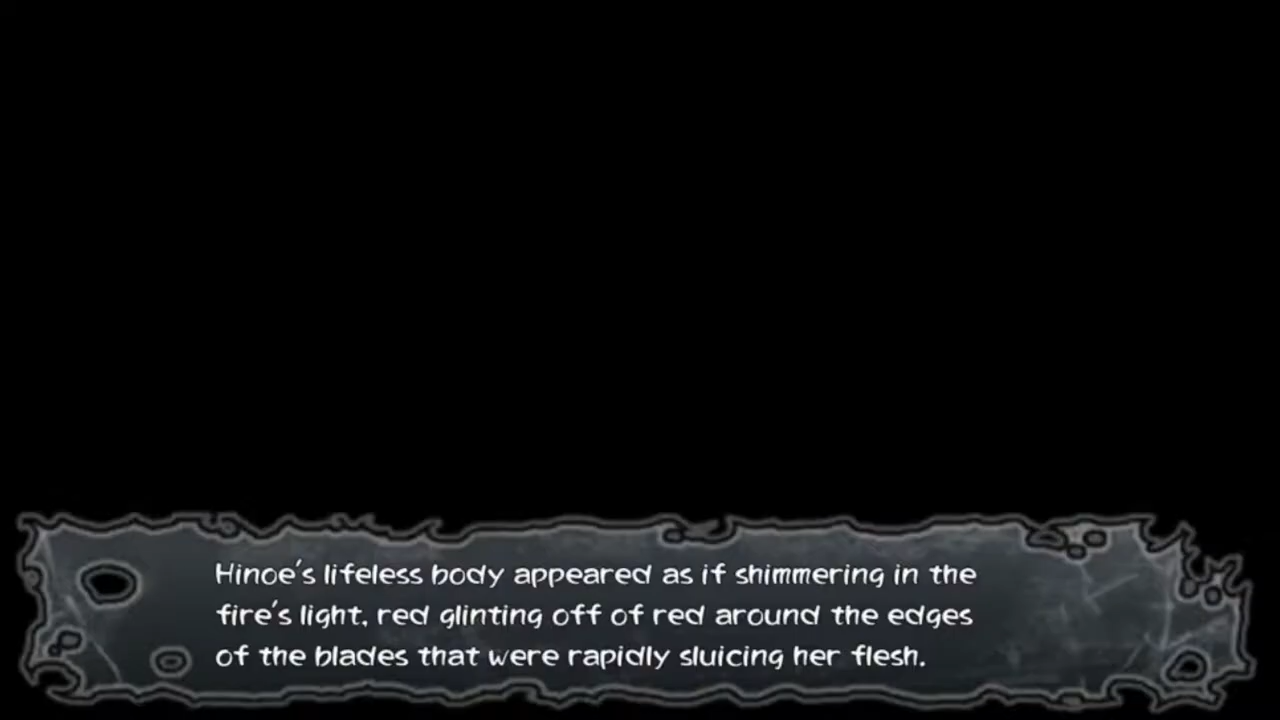 Hinoe's lifeless body appeared as if shimmering in the
fire's light, red glinting off of red around the edges
of the blades that were rapidly sluicing her flesh.